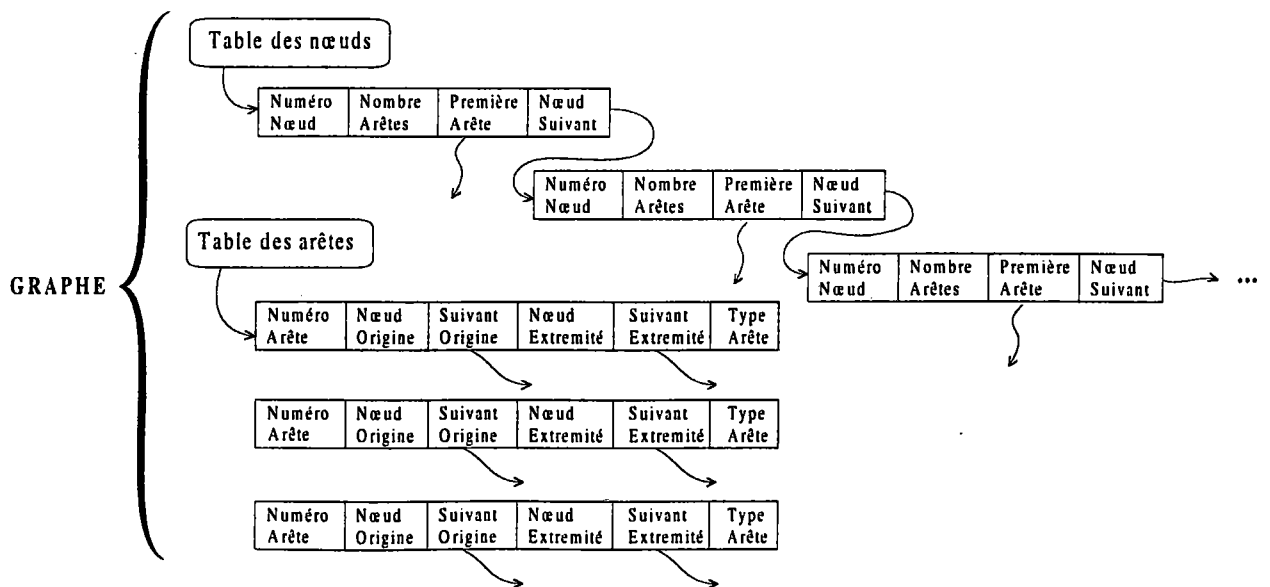 Table des nœuds
Numéro Nombre Première Nœud
Nœud Arêtes Arête Suivant
Numéro Nombre Première Nœud
Nœud Arêtes Arête Suivant
Table des arêtes
Numéro Nombre Première Nœud
Nœud Arêtes Arête Suivant
...
GRAPHE
Numéro Nœud Suivant Nœud Suivant Type
Arête Origine Origine Extremité Extremité Arête
Numéro Nœud Suivant Nœud Suivant Type
Arête Origine Origine Extremité Extremité Arête
Numéro Nœud Suivant Nœud Suivant Type
Arête Origine Origine Extremité Extremité Arête